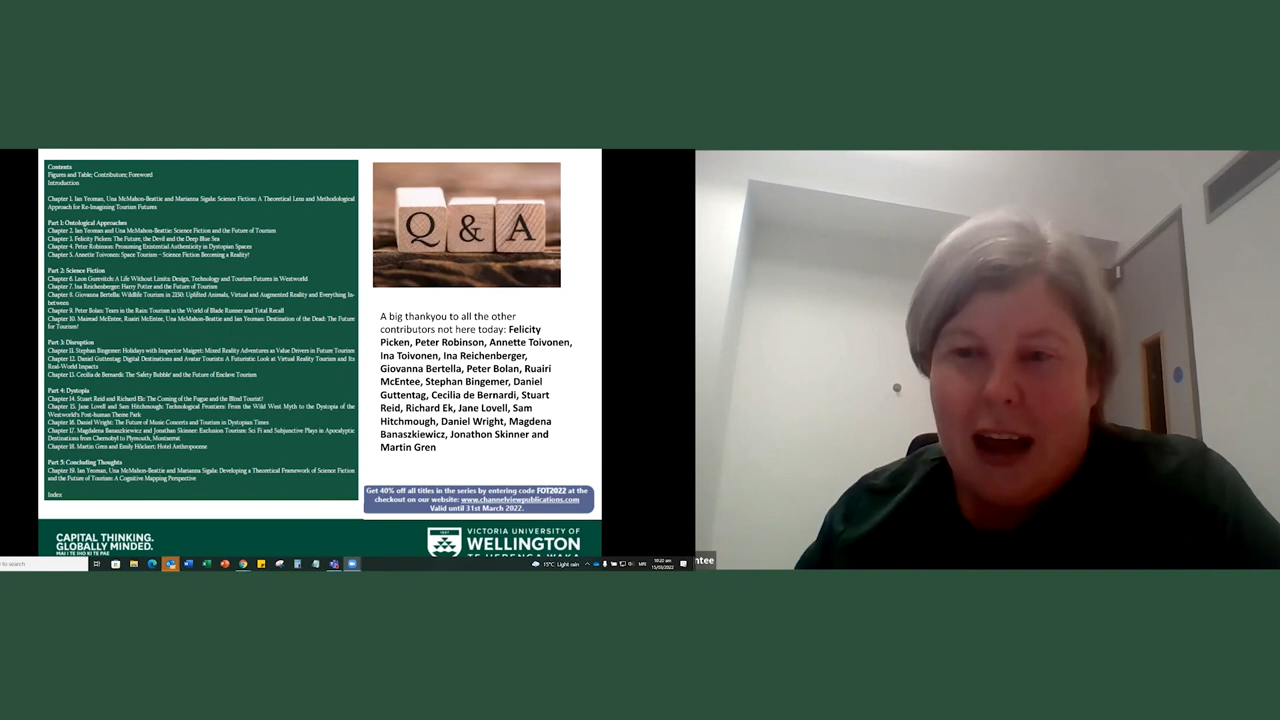 Contents
Figures and Table; Contributors; Foreword
Introduction
Chapter 1. Ian Yeoman, Una McMahon-Beattie and Marianna Sigala: Science Fiction: A Theoretical Lens and Methodological
Approach for Re-Imagining Tourism Futures
Part 1: Ontological Approaches
Chapter 2. Ian Yeoman and Una McMahon-Beattie: Science Fiction and the Future of Tourism
Chapter 3. Felicity Picken: The Future, the Devil and the Deep Blue Sea
Chapter 4. Peter Robinson: Presuming Existential Authenticity in Dystopian Spaces
Chapter 5. Annette Toivonen: Space Tourism – Science Fiction Becoming a Reality?
Part 2: Science Fiction
Chapter 6. Leon Gurevitch: A Life Without Limits: Design, Technology and Tourism Futures in Westworld
Chapter 7. Ina Reichenberger: Harry Potter and the Future of Tourism
Chapter 8. Giovanna Bertella: Wildlife Tourism in 2150: Uplifted Animals, Virtual and Augmented Reality and Everything In-
between
Chapter 9. Peter Bolan: Tears in the Rain: Tourism in the World of Blade Runner and Total Recall
Chapter 10. Mairead McEntee, Ruairi McEntee, Una McMahon-Beattie and Ian Yeoman: Destination of the Dead: The Future
for Tourism?
Part 3: Disruption
Chapter 11. Stephan Bingemer: Holidays with Inspector Maigret: Mixed Reality Adventures as Value Drivers in Future Tourism
Chapter 12. Daniel Guttentag: Digital Destinations and Avatar Tourists: A Futuristic Look at Virtual Reality Tourism and Its
Real-World Impacts
Chapter 13. Cecilia de Bernardi: The 'Safety Bubble' and the Future of Enclave Tourism
Part 4: Dystopia
Chapter 14. Stuart Reid and Richard Ek: The Coming of the Fugue and the Blind Tourist?
Chapter 15. Jane Lovell and Sam Hitchmough: Technological Frontiers: From the Wild West Myth to the Dystopia of the
Westworld's Post-human Theme Park
Chapter 16. Daniel Wright: The Future of Music Concerts and Tourism in Dystopian Times
Chapter 17. Magdalena Banaszkiewicz and Jonathan Skinner: Exclusion Tourism: Sci Fi and Subjunctive Plays in Apocalyptic
Destinations from Chernobyl to Plymouth, Montserrat
Chapter 18. Martin Gren and Emily Höckert: Hotel Anthropocene
Part 5: Concluding Thoughts
Chapter 19. Ian Yeoman, Una McMahon-Beattie and Marianna Sigala: Developing a Theoretical Framework of Science Fiction
and the Future of Tourism: A Cognitive Mapping Perspective
Index
Q & A
A big thankyou to all the other
contributors not here today: Felicity
Picken, Peter Robinson, Annette Toivonen,
Ina Toivonen, Ina Reichenberger,
Giovanna Bertella, Peter Bolan, Ruairi
McEntee, Stephan Bingemer, Daniel
Guttentag, Cecilia de Bernardi, Stuart
Reid, Richard Ek, Jane Lovell, Sam
Hitchmough, Daniel Wright, Magdena
Banaszkiewicz, Jonathon Skinner and
Martin Gren
Get 40% off all titles in the series by entering code FOT2022 at the
checkout on our website: www.channelviewpublications.com
Valid until 31st March 2022.
CAPITAL THINKING.
GLOBALLY MINDED.
MAI I TE IHO KI TE PAE
VICTORIA UNIVERSITY OF
WELLINGTON
TE HERENGA WAKA
to search
15°C Light rain
10:20 am
15/03/2022
ntee